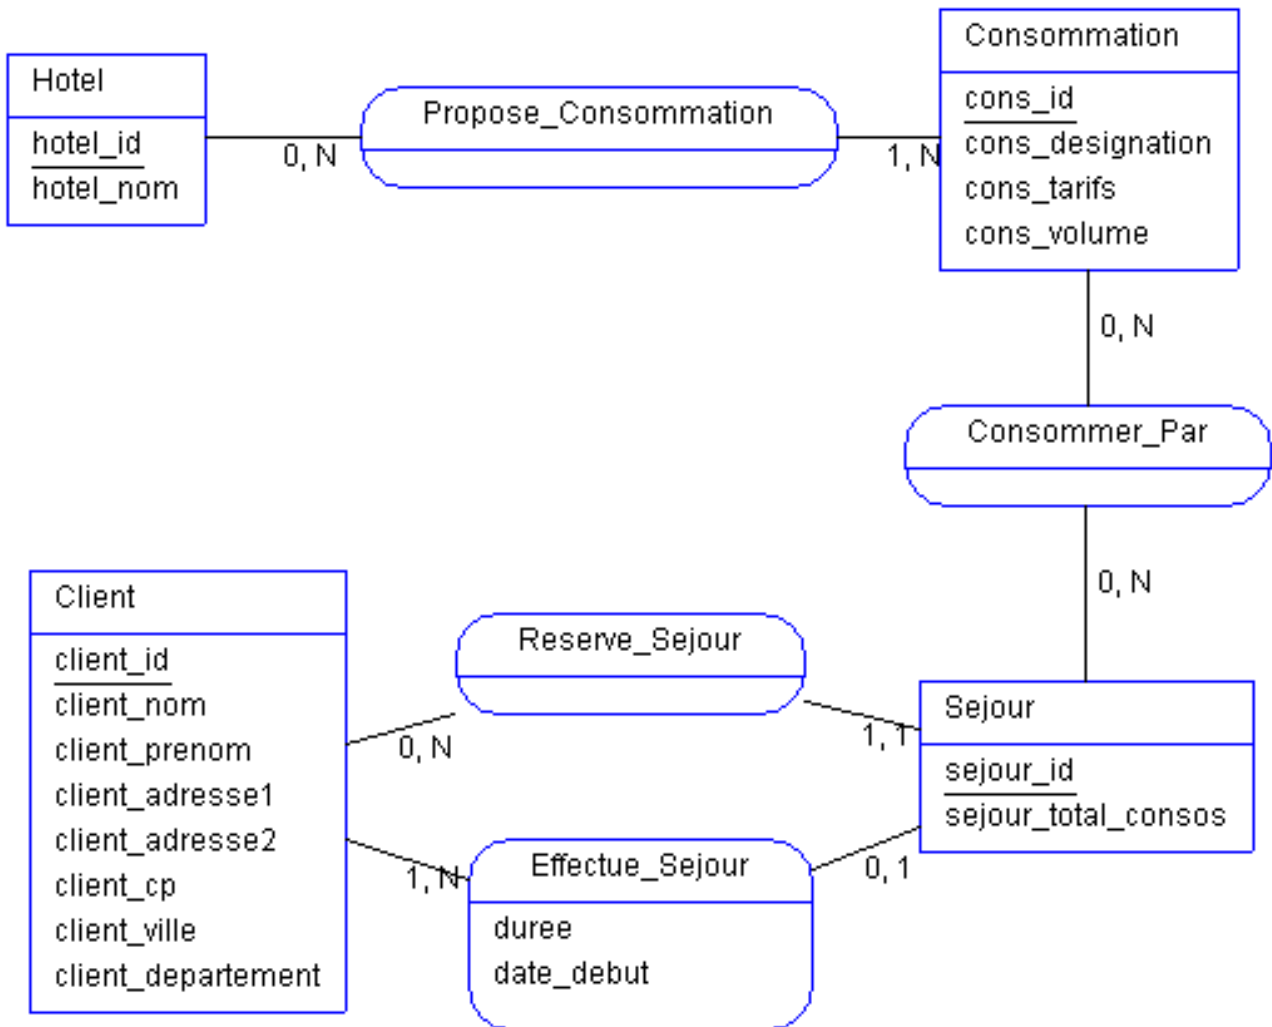 Hotel
hotel_id
hotel_nom
0, N
Propose_Consommation
1, N
Consommation
cons_id
cons_designation
cons_tarifs
cons_volume
0, N
Consommer_Par
0, N
Client
client_id
client_nom
client_prenom
client_adresse1
client_adresse2
client_cp
client_ville
client_departement
0, N
Reserve_Sejour
1, 1
Sejour
sejour_id
sejour_total_consos
1, N
Effectue_Sejour
duree
date_debut
0, 1